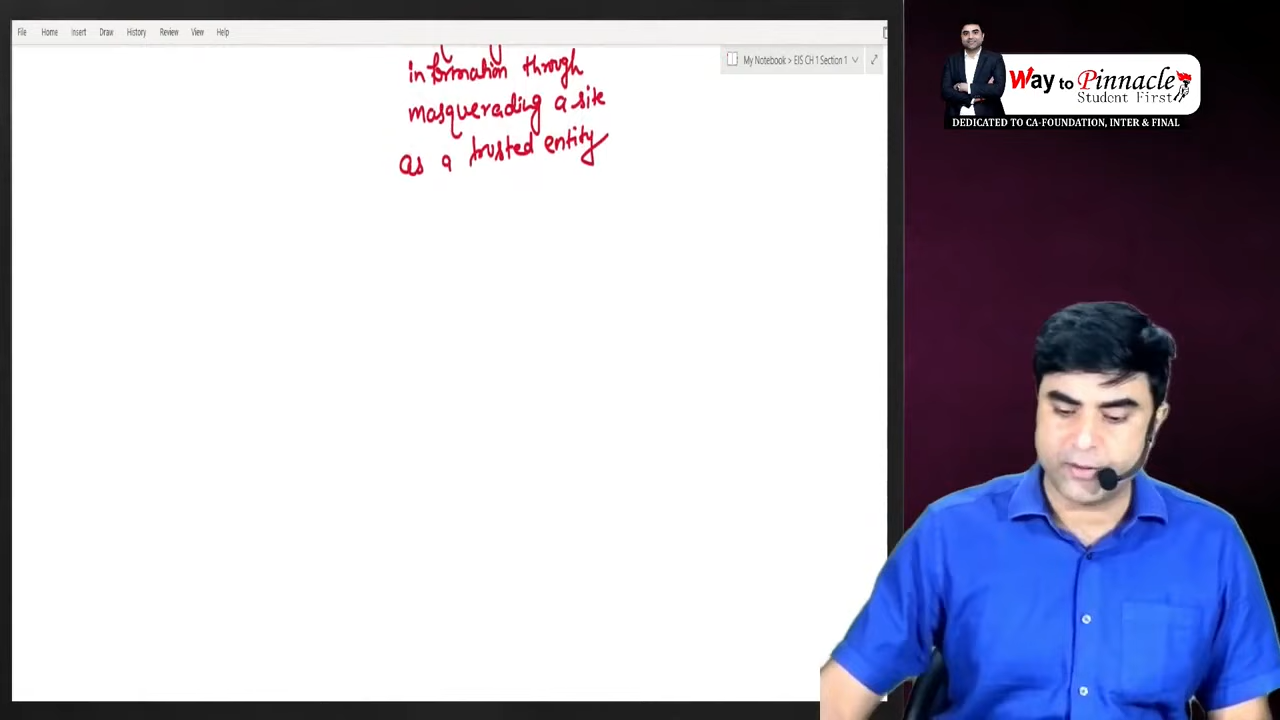 File Home Insert Draw History Review View Help
My Notebook > EIS CH 1 Section 1
information through
masquerading a site
as a trusted entity
Way to Pinnacle
Student First
DEDICATED TO CA-FOUNDATION, INTER & FINAL